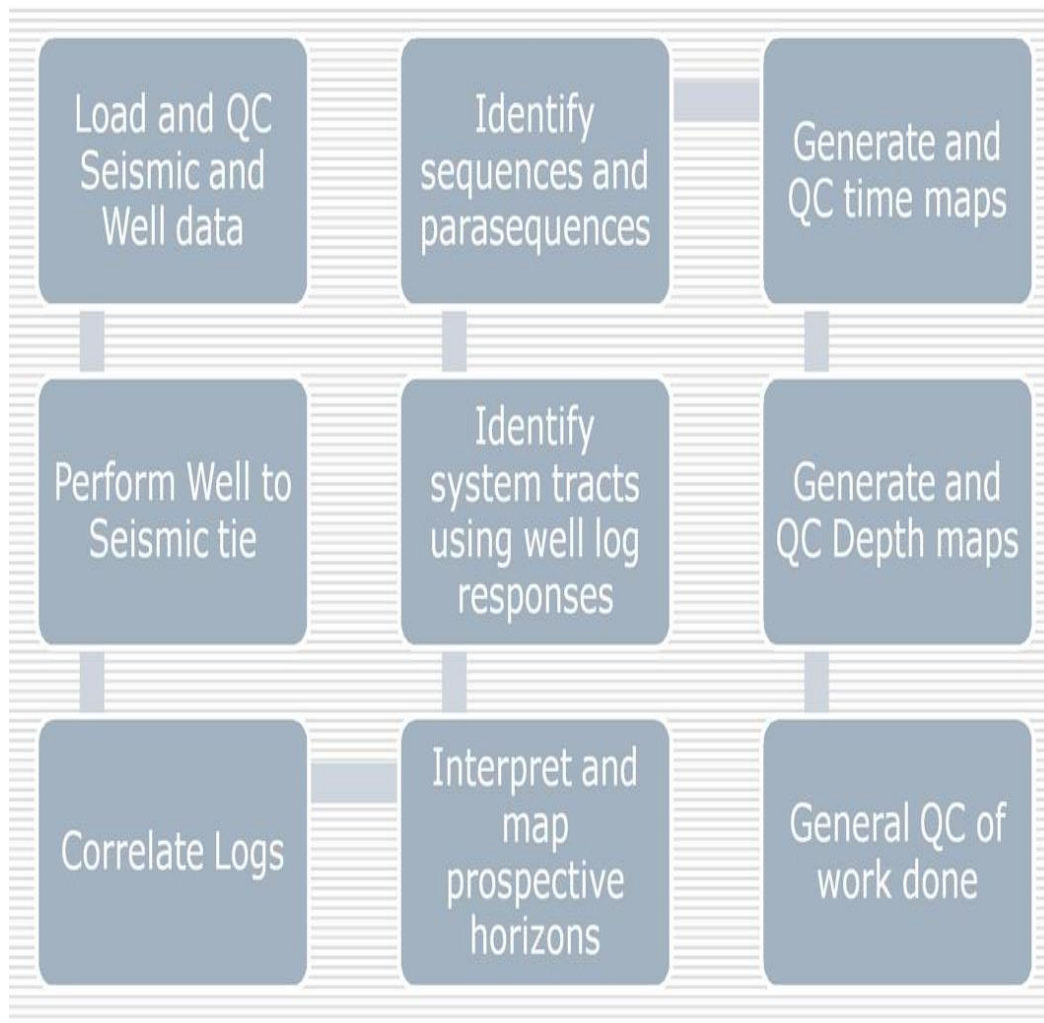 Load and QC
Seismic and
Well data
Perform Well to
Seismic tie
Correlate Logs
Interpret and
map
prospective
horizons
Identify
system tracts
using well log
responses
Identify
sequences and
parasequences
Generate and
QC time maps
Generate and
QC Depth maps
General QC of
work done